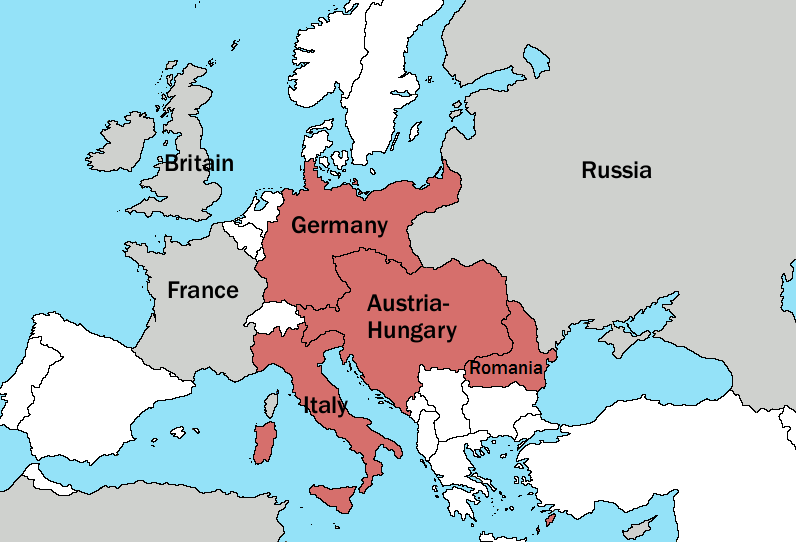 Britain
Russia
Germany
France
Austria-
Hungary
Romania
Italy